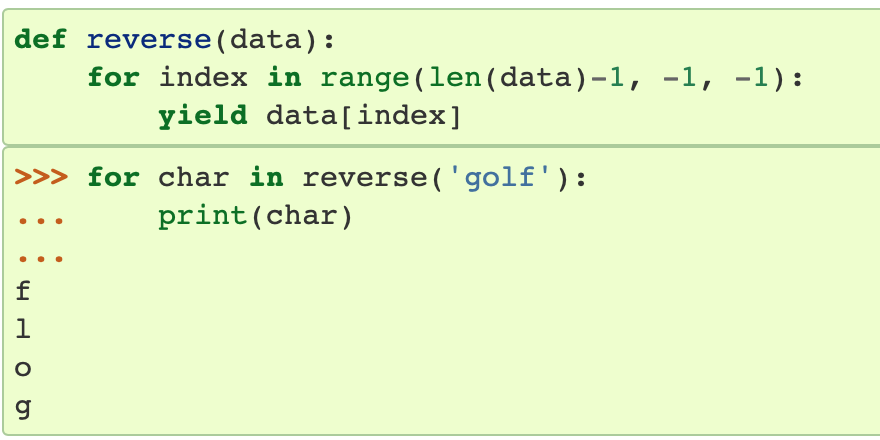 def reverse(data):
    for index in range(len(data)-1, -1, -1):
        yield data[index]
>>> for char in reverse('golf'):
...     print(char)
...
f
l
o
g